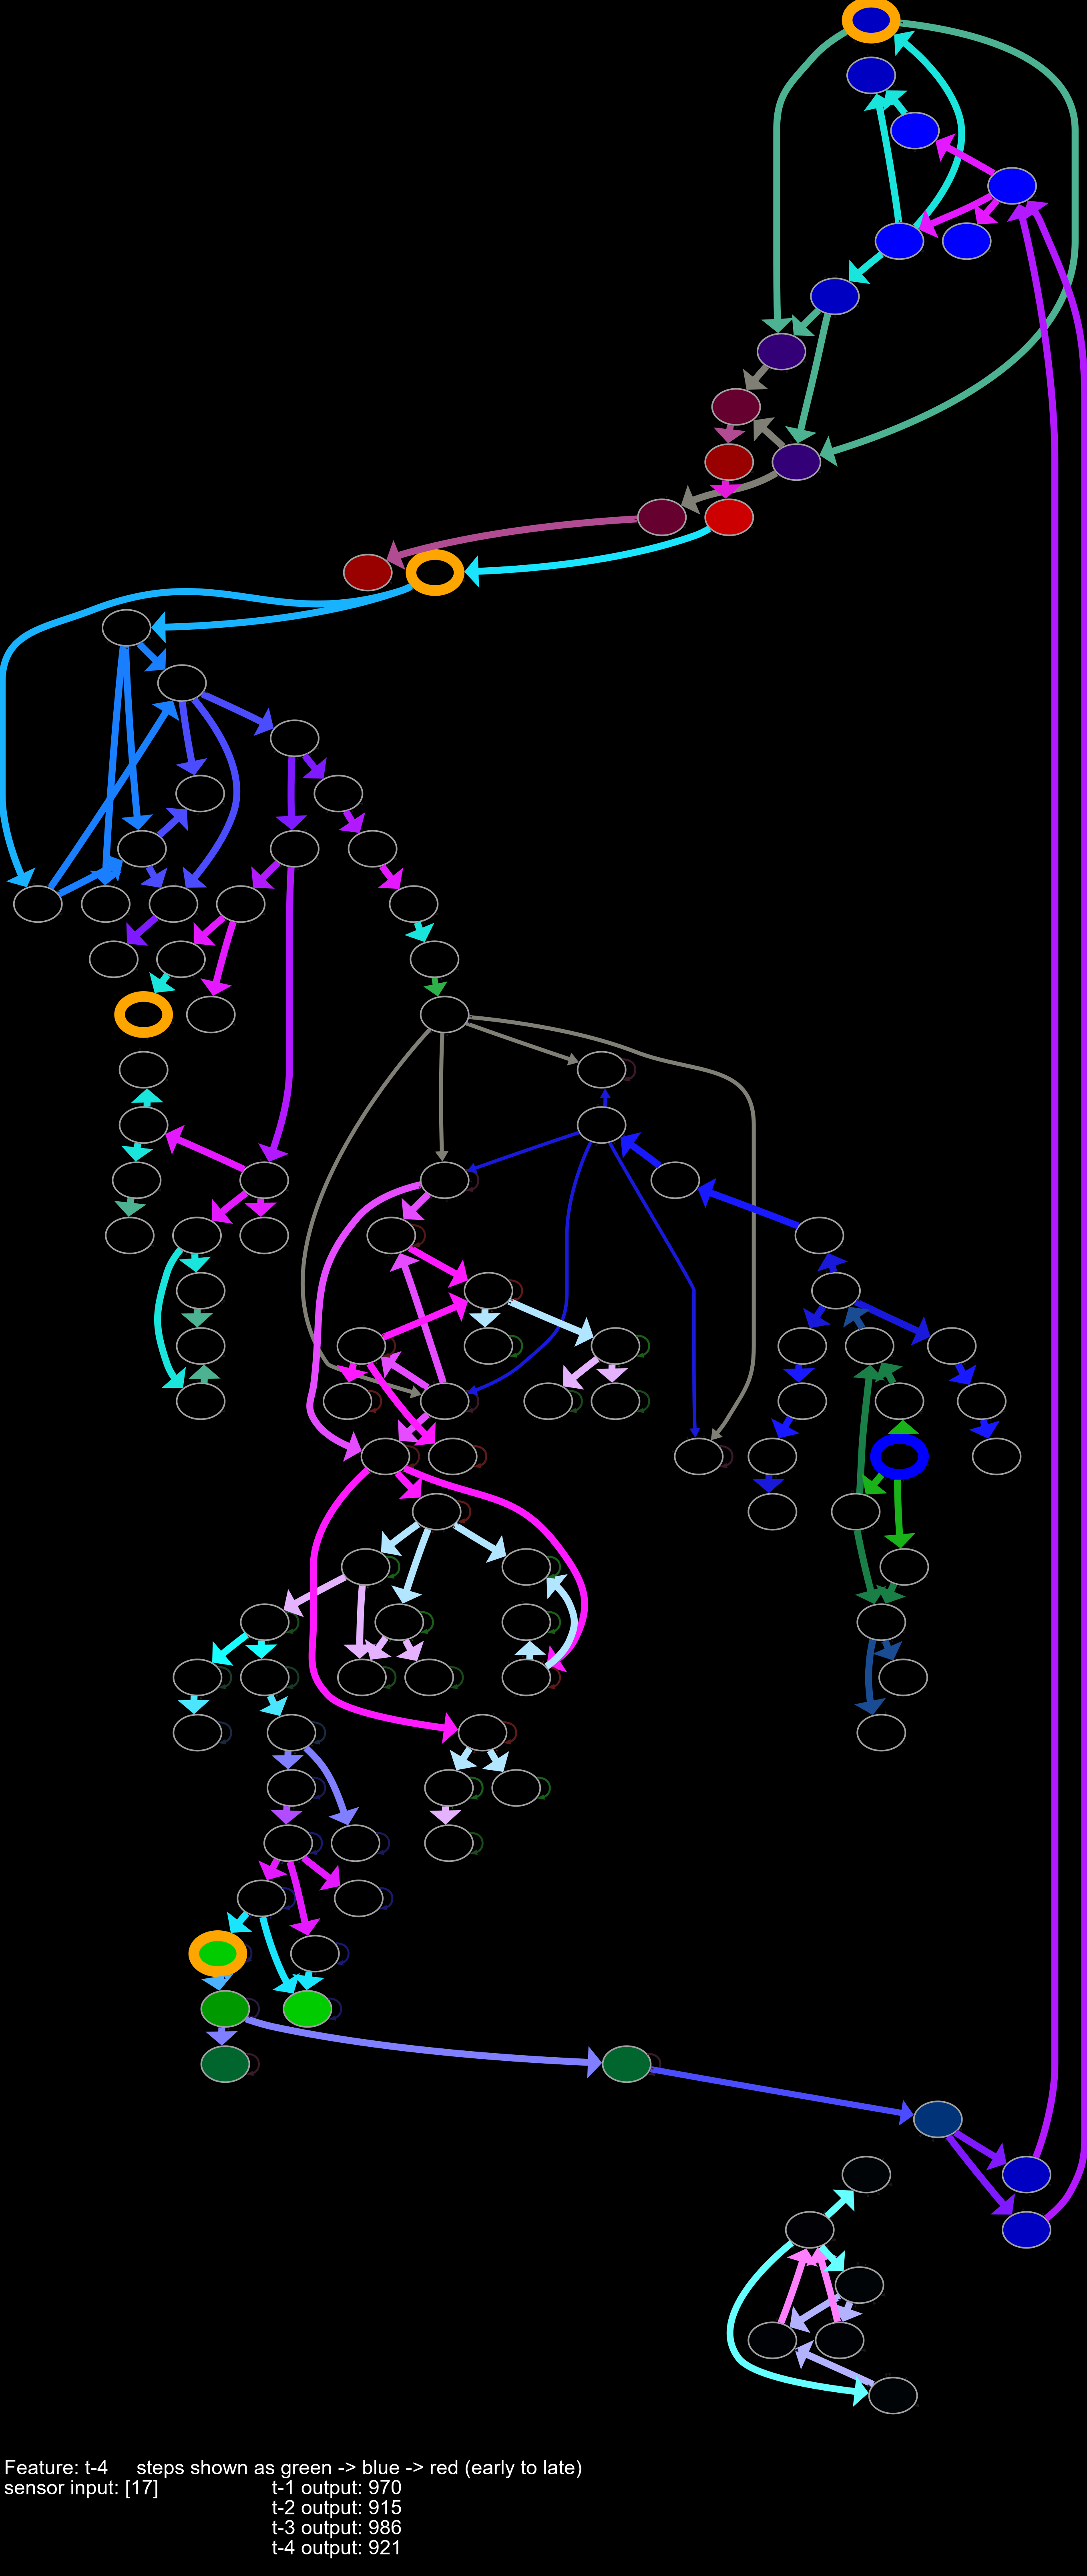 Feature: t-4 steps shown as green -> blue -> red (early to late)
sensor input: [17] t-1 output: 970
t-2 output: 915
t-3 output: 986
t-4 output: 921